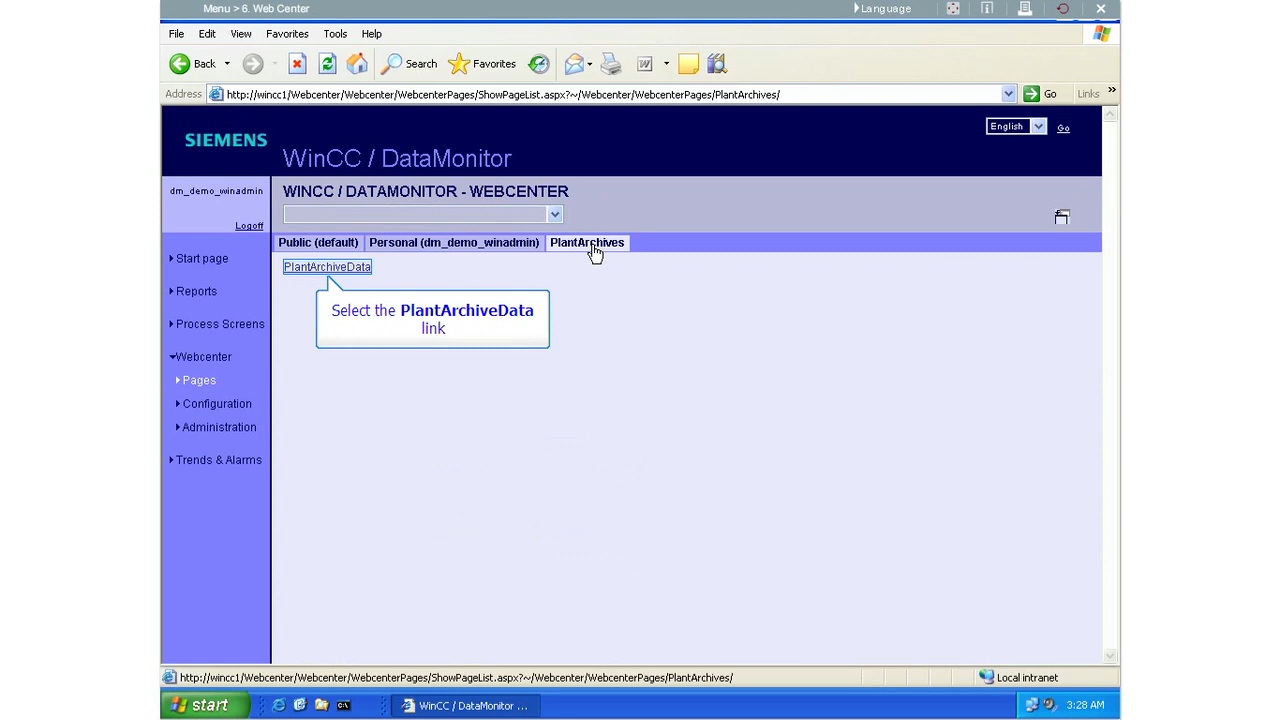 Menu > 6. Web Center
Language
File Edit View Favorites Tools Help
Back Search Favorites
Address http://wincc1/Webcenter/Webcenter/WebcenterPages/ShowPageList.aspx?~/Webcenter/WebcenterPages/PlantArchives/ Go Links »
SIEMENS
English Go
WinCC / DataMonitor
dm_demo_winadmin
WINCC / DATAMONITOR - WEBCENTER
Logoff
Public (default) Personal (dm_demo_winadmin) PlantArchives
Start page
PlantArchiveData
Reports
Select the PlantArchiveData
link
Process Screens
Webcenter
Pages
Configuration
Administration
Trends & Alarms
http://wincc1/Webcenter/Webcenter/WebcenterPages/ShowPageList.aspx?~/Webcenter/WebcenterPages/PlantArchives/ Local intranet
start WinCC / DataMonitor ... 3:28 AM